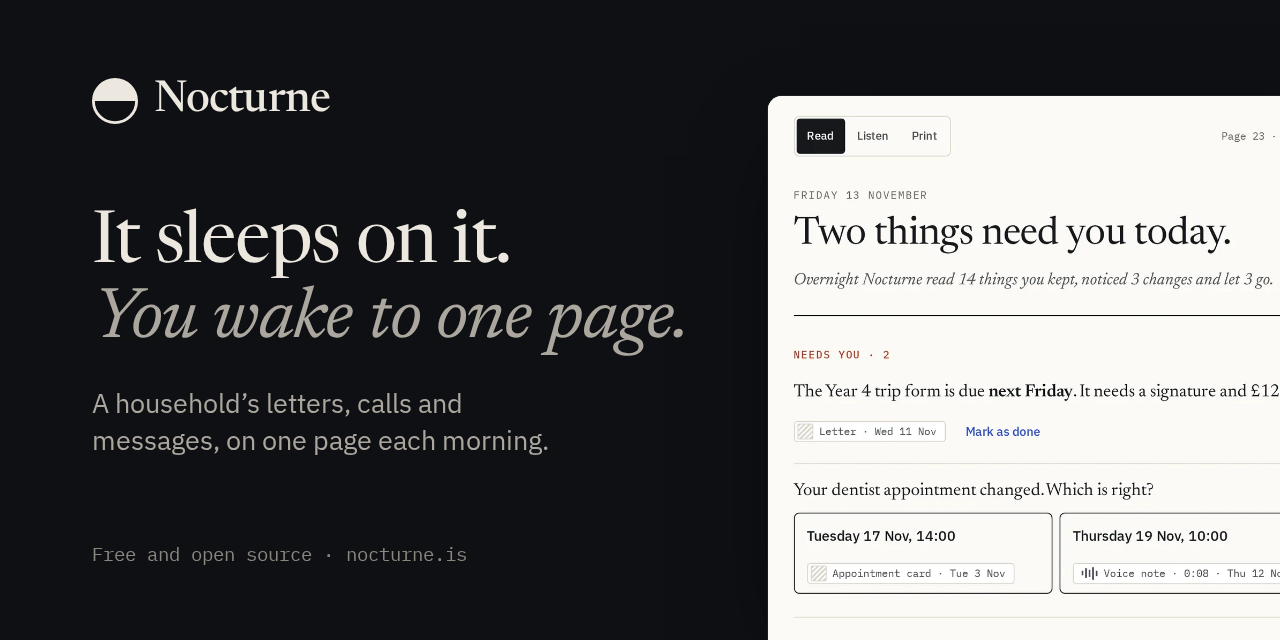 Nocturne
It sleeps on it.
You wake to one page.
A household’s letters, calls and
messages, on one page each morning.
Free and open source · nocturne.is
Read Listen Print
Page 23 ·
FRIDAY 13 NOVEMBER
Two things need you today.
Overnight Nocturne read 14 things you kept, noticed 3 changes and let 3 go.
NEEDS YOU · 2
The Year 4 trip form is due next Friday. It needs a signature and £12
Letter · Wed 11 Nov
Mark as done
Your dentist appointment changed. Which is right?
Tuesday 17 Nov, 14:00
Appointment card · Tue 3 Nov
Thursday 19 Nov, 10:00
Voice note · 0:08 · Thu 12